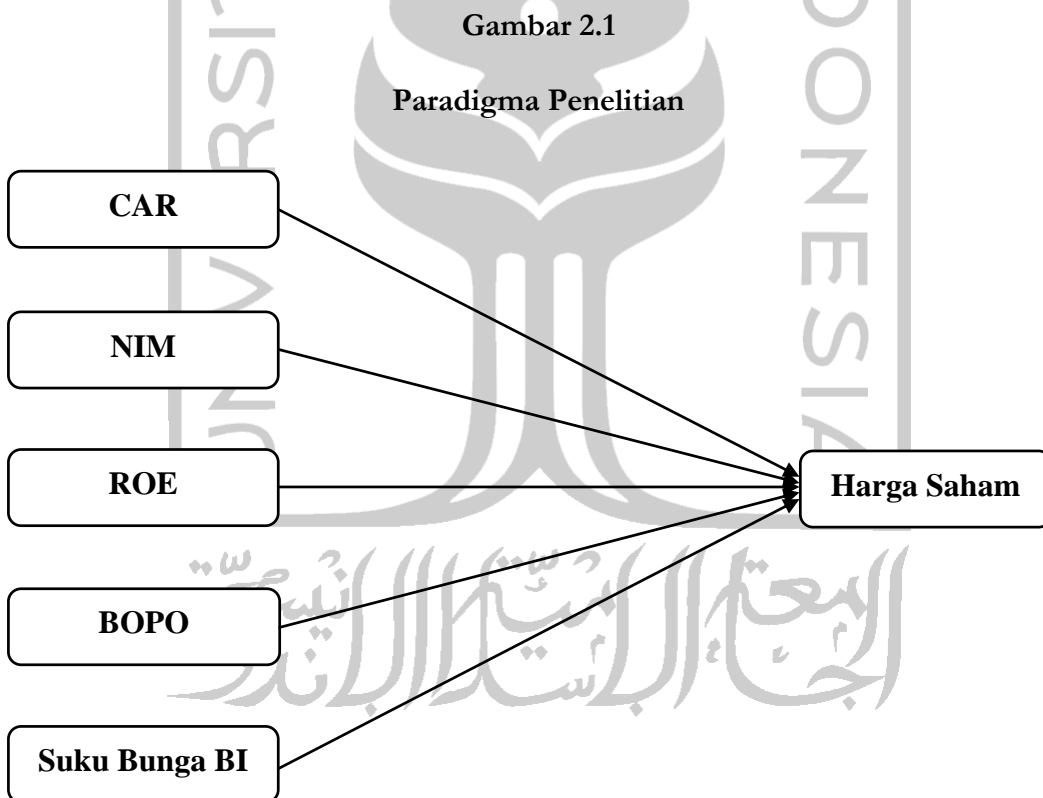 Gambar 2.1
Paradigma Penelitian
CAR
NIM
ROE
BOPO
Suku Bunga BI
Harga Saham